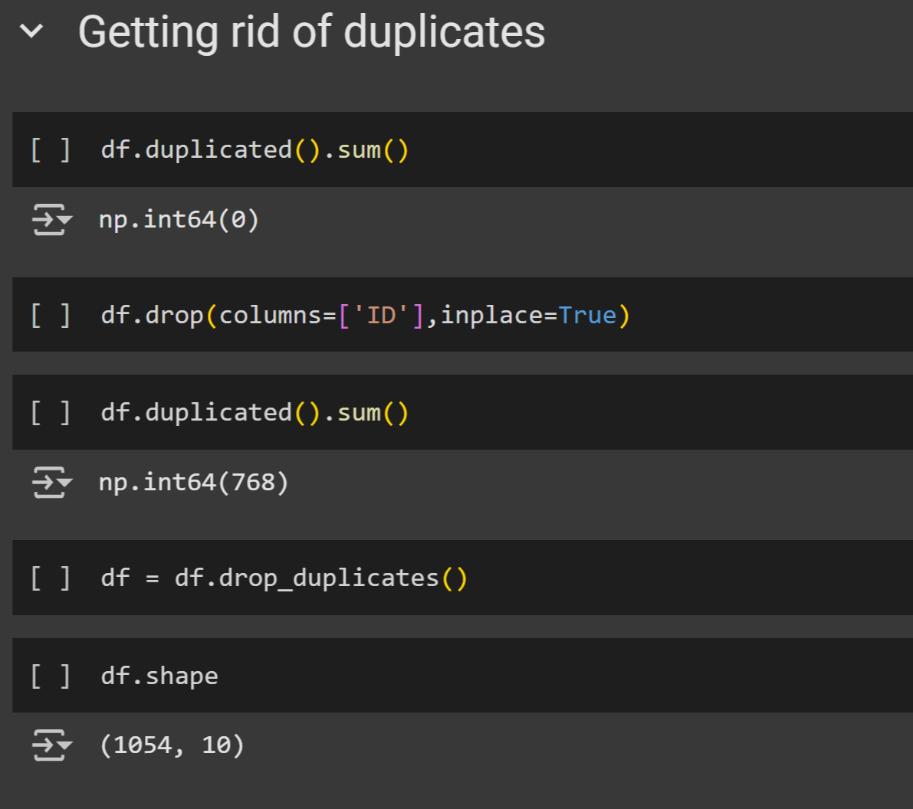 Getting rid of duplicates
[ ] df.duplicated().sum()
np.int64(0)
[ ] df.drop(columns=['ID'],inplace=True)
[ ] df.duplicated().sum()
np.int64(768)
[ ] df = df.drop_duplicates()
[ ] df.shape
(1054, 10)